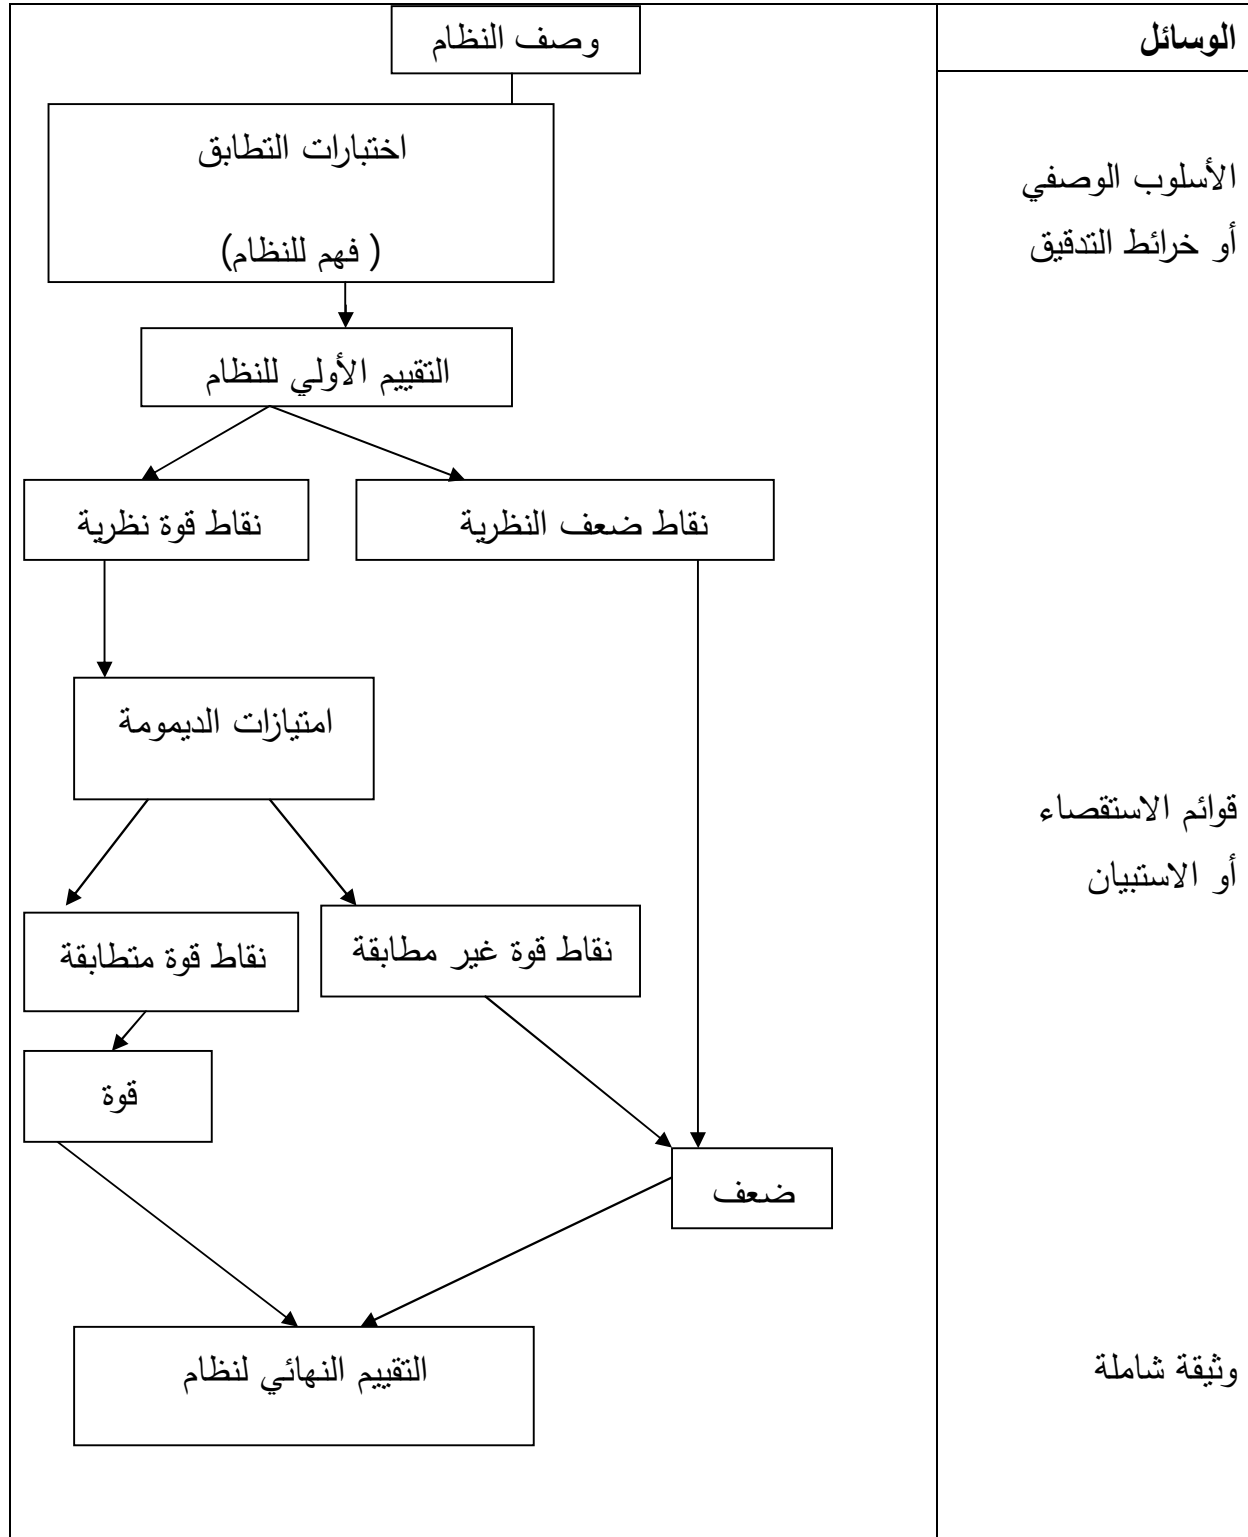 الوسائل
وصف النظام
اختبارات التطابق
( فهم للنظام)
الأسلوب الوصفي
أو خرائط التدقيق
التقييم الأولي للنظام
نقاط ضعف النظرية
نقاط قوة نظرية
امتيازات الديمومة
قوائم الاستقصاء
أو الاستبيان
نقاط قوة غير مطابقة
نقاط قوة متطابقة
قوة
ضعف
التقييم النهائي لنظام
وثيقة شاملة